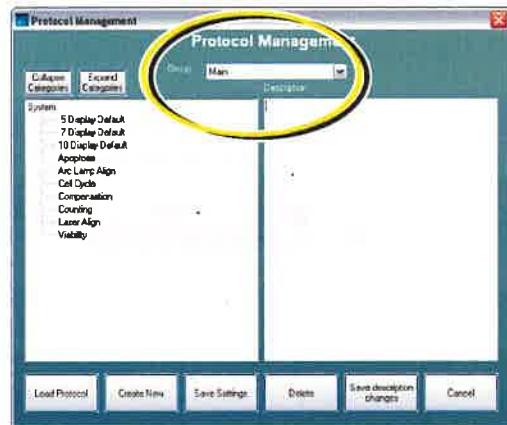 Protocol Management
Protocol Management
Group Main
Collapse Categories
Expand Categories
Description
System
5 Display Default
7 Display Default
10 Display Default
Apoptosis
Arc Lamp Align
Cell Cycle
Compensation
Counting
Laser Align
Viability
Load Protocol
Create New
Save Settings
Delete
Save description changes
Cancel